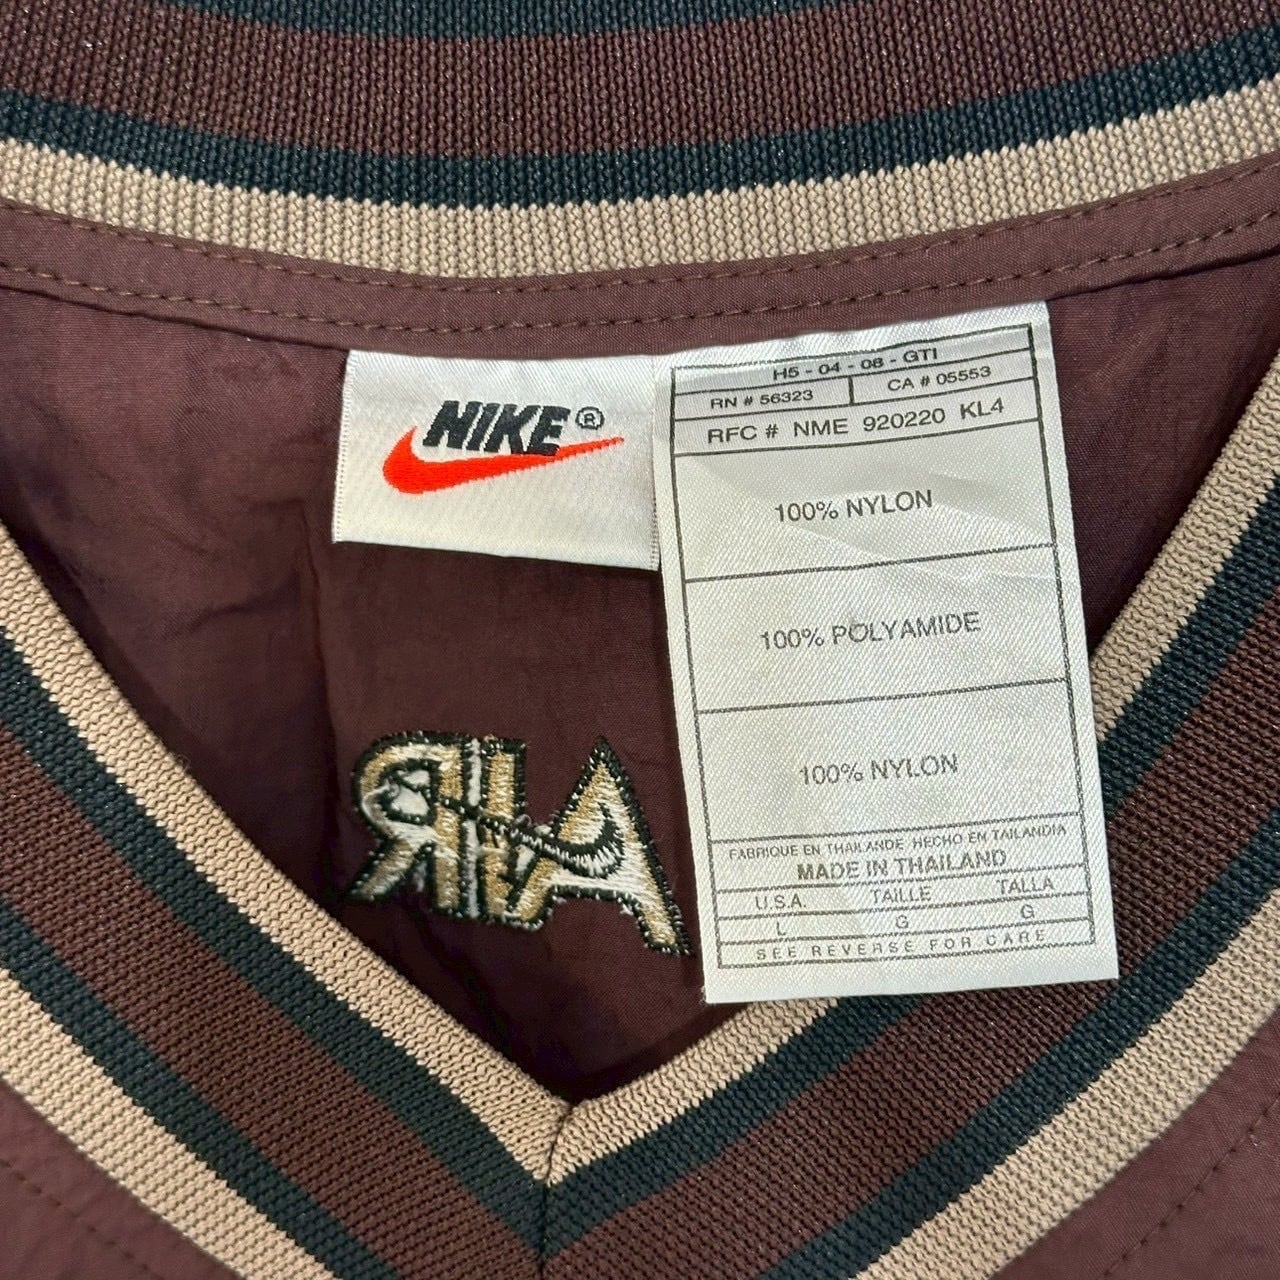 NIKE®
H5 - 04 - 08 - GTI
RN # 56323
CA # 05553
RFC # NME 920220 KL4
100% NYLON
100% POLYAMIDE
100% NYLON
FABRIQUE EN THAILANDE HECHO EN TAILANDIA
MADE IN THAILAND
U.S.A. TAILLE TALLA
L G G
SEE REVERSE FOR CARE
AIR